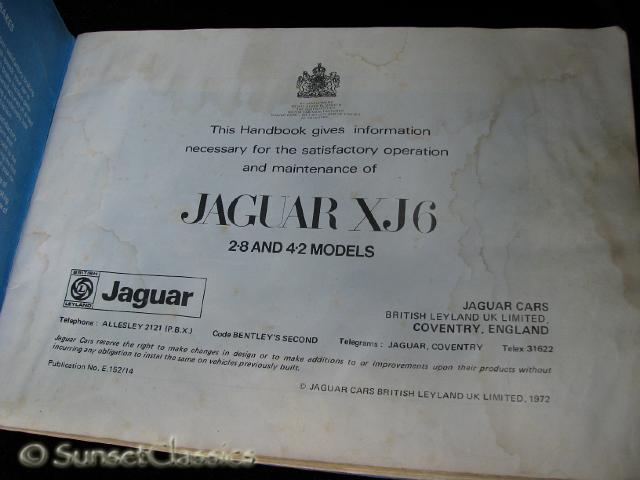 This Handbook gives information
necessary for the satisfactory operation
and maintenance of
JAGUAR XJ6
2·8 AND 4·2 MODELS
BRITISH
LEYLAND
Jaguar
JAGUAR CARS
BRITISH LEYLAND UK LIMITED,
COVENTRY, ENGLAND
Telephone : ALLESLEY 2121 (P.B.X.) Code BENTLEY'S SECOND Telegrams : JAGUAR, COVENTRY Telex 31622
Jaguar Cars reserve the right to make changes in design or to make additions to or improvements upon their products without
incurring any obligation to instal the same on vehicles previously built.
Publication No. E.152/14
© JAGUAR CARS BRITISH LEYLAND UK LIMITED, 1972
© SunsetClassics